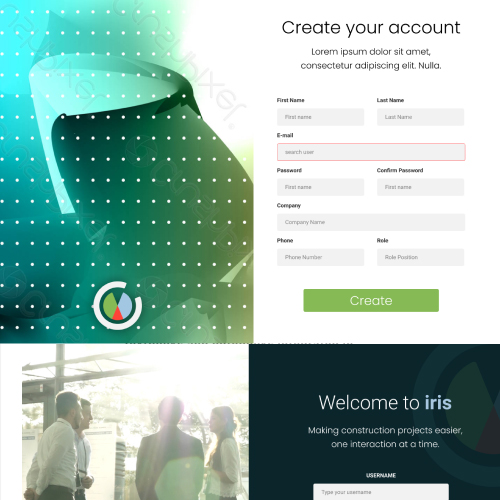 Create your account
Lorem ipsum dolor sit amet,
consectetur adipiscing elit. Nulla.
First Name
Last Name
First name
Last Name
E-mail
search user
Password
Confirm Password
First name
First name
Company
Company Name
Phone
Role
Phone Number
Role Position
Create
Welcome to iris
Making construction projects easier,
one interaction at a time.
USERNAME
Type your username